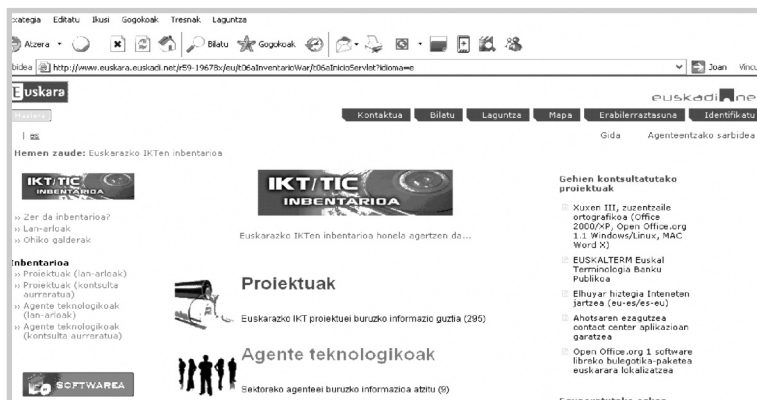 Editatu Ikusi Gogokoak Tresnak Laguntza
Atzera Bilatu Gogokoak
http://www.euskara.euskadi.net/r59-19678x/eu/t06aInventarioWar/t06aInicioServlet?idioma=e Joan
Euskara
euskadi ne
Kontaktua Bilatu Laguntza Mapa Erabilerraztasuna Identifikatu
es
Gida Agenteentzako sarbidea
Hemen zaude: Euskarazko IKTen inbentarioa
IKT/TIC
INBENTARIOA
›› Zer da inbentarioa?
›› Lan-arloak
›› Ohiko galderak
Inbentarioa
›› Proiektuak (lan-arloak)
›› Proiektuak (kontsulta
aurreratua)
›› Agente teknologikoak
(lan-arloak)
›› Agente teknologikoak
(kontsulta aurreratua)
SOFTWAREA
IKT/TIC
INBENTARIOA
Euskarazko IKTen inbentarioa honela agertzen da...
Proiektuak
Euskarazko IKT proiektuei buruzko informazio guztia (295)
Agente teknologikoak
Sektoreko agenteei buruzko informazioa atzitu (9)
Gehien kontsultatutako
proiektuak
Xuxen III, zuzentzaile
ortografikoa (Office
2000/XP, Open Office.org
1.1 Windows/Linux, MAC
Word X)
EUSKALTERM Euskal
Terminologia Banku
Publikoa
Elhuyar hiztegia Interneten
jartzea (eu-es/es-eu)
Ahotsaren ezagutzea
contact center aplikazioan
garatzea
Open Office.org 1 software
libreko bulegotika-paketea
euskarara lokalizatzea